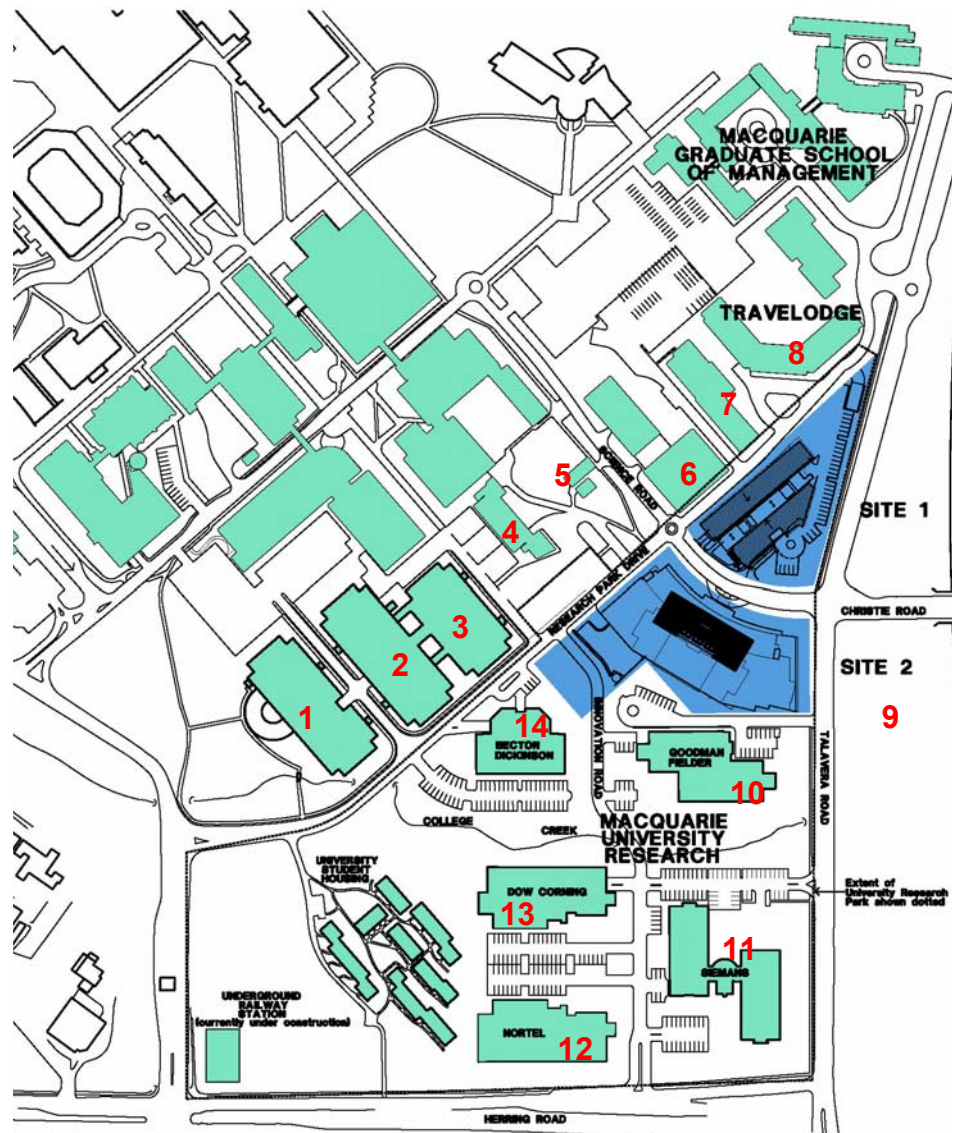 MACQUARIE
GRADUATE SCHOOL
OF MANAGEMENT
TRAVELODGE
8
7
6
5
SCIENCE ROAD
4
SITE 1
RESEARCH PARK DRIVE
CHRISTIE ROAD
3
2
1
SITE 2
9
TALAVERA ROAD
INNOVATION ROAD
14
BECTON
DICKINSON
GOODMAN
FIELDER
10
COLLEGE
CREEK
MACQUARIE
UNIVERSITY
RESEARCH
UNIVERSITY
STUDENT
HOUSING
DOW CORNING
13
Extent of
University Research
Park shown dotted
11
SIEMANS
UNDERGROUND
RAILWAY
STATION
(currently under construction)
NORTEL
12
HERRING ROAD